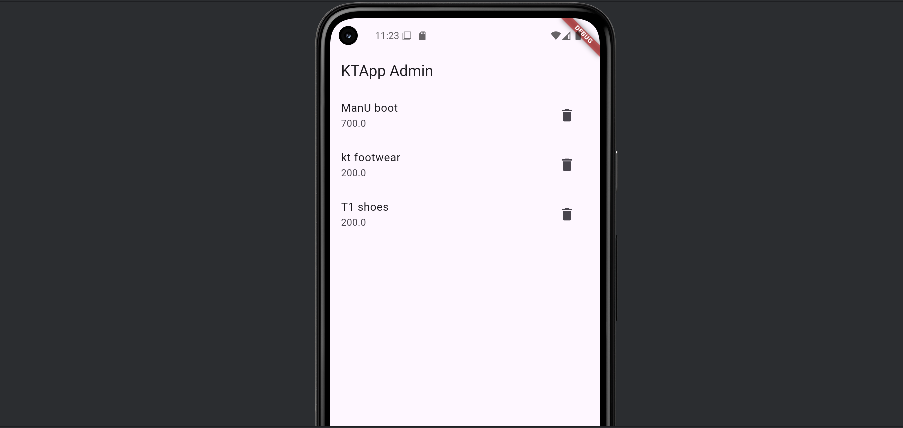 11:23
DEBUG
KTApp Admin
ManU boot
700.0
kt footwear
200.0
T1 shoes
200.0